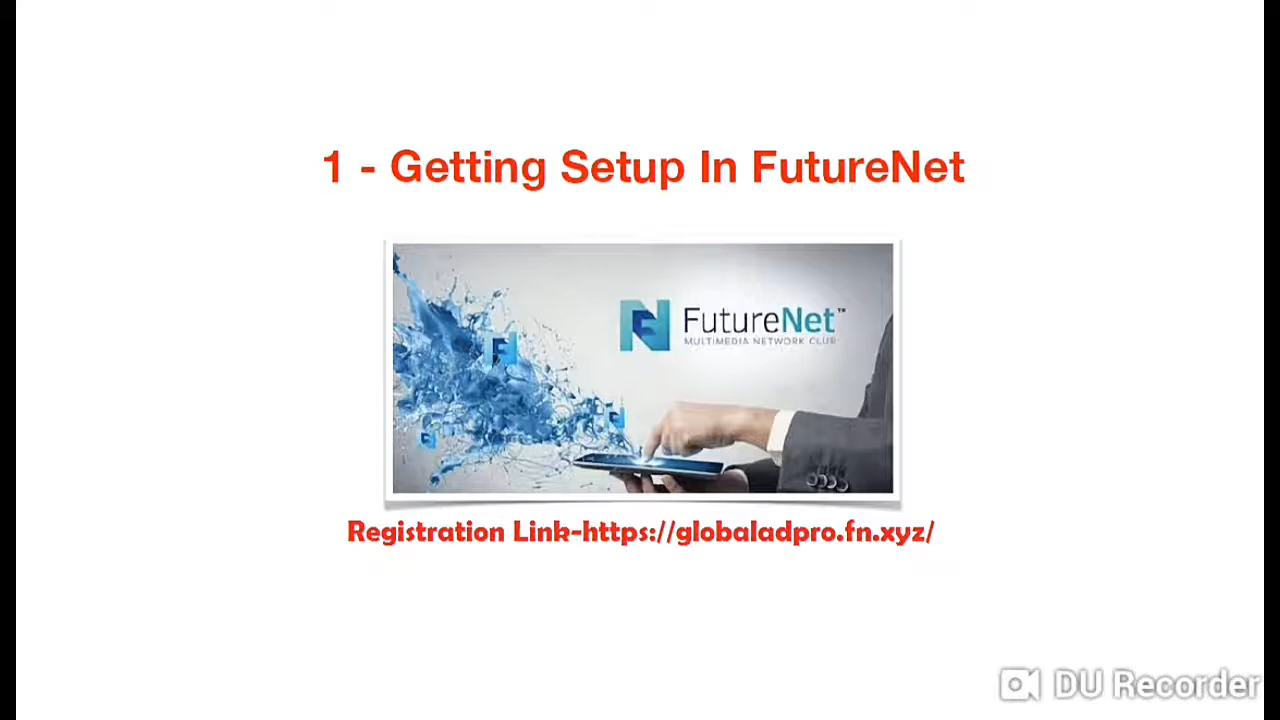 1 - Getting Setup In FutureNet
FutureNet™
MULTIMEDIA NETWORK CLUB
Registration Link-https://globaladpro.fn.xyz/
DU Recorder